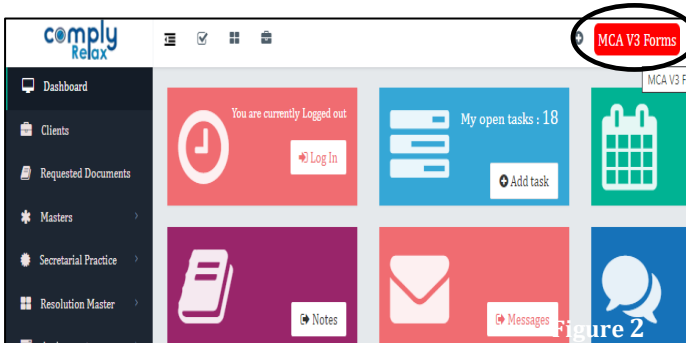 comply
Relax
MCA V3 Forms
MCA V3 F
Dashboard
Clients
Requested Documents
Masters
Secretarial Practice
Resolution Master
You are currently Logged out
Log In
My open tasks : 18
Add task
Notes
Messages
Figure 2